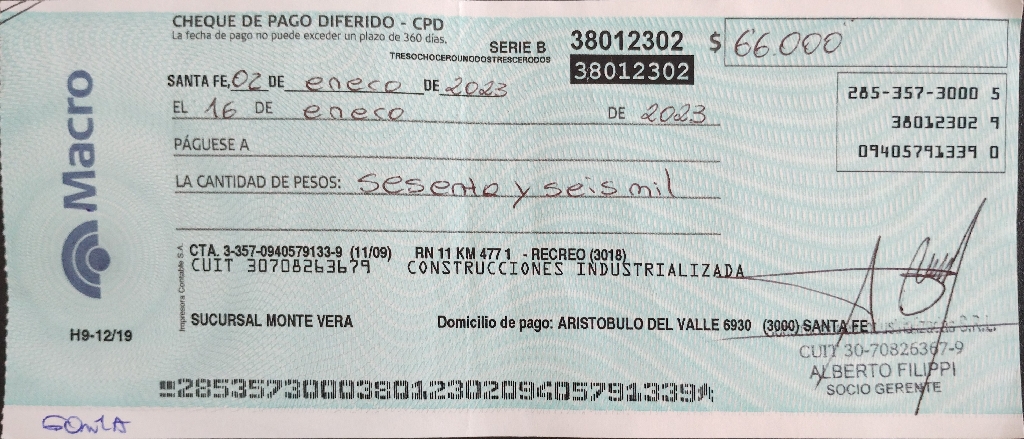 CHEQUE DE PAGO DIFERIDO - CPD
La fecha de pago no puede exceder un plazo de 360 días.
SERIE B 38012302 $ 66.000
TRESOCHOCEROUNODOSTRESCERODOS
38012302
SANTA FE, 02 DE enero DE 2023
EL 16 DE enero DE 2023
285-357-3000 5
38012302 9
09405791339 0
PÁGUESE A
LA CANTIDAD DE PESOS: sesenta y seis mil
Macro
CTA. 3-357-0940579133-9 (11/09) RN 11 KM 477 1 - RECREO (3018)
CUIT 30708263679 CONSTRUCCIONES INDUSTRIALIZADA
Impresora Contable S.A.
SUCURSAL MONTE VERA Domicilio de pago: ARISTOBULO DEL VALLE 6930 (3000) SANTA FE
H9-12/19
S.R.L.
CUIT 30-70826367-9
ALBERTO FILIPPI
SOCIO GERENTE
28535730003801230209405791339